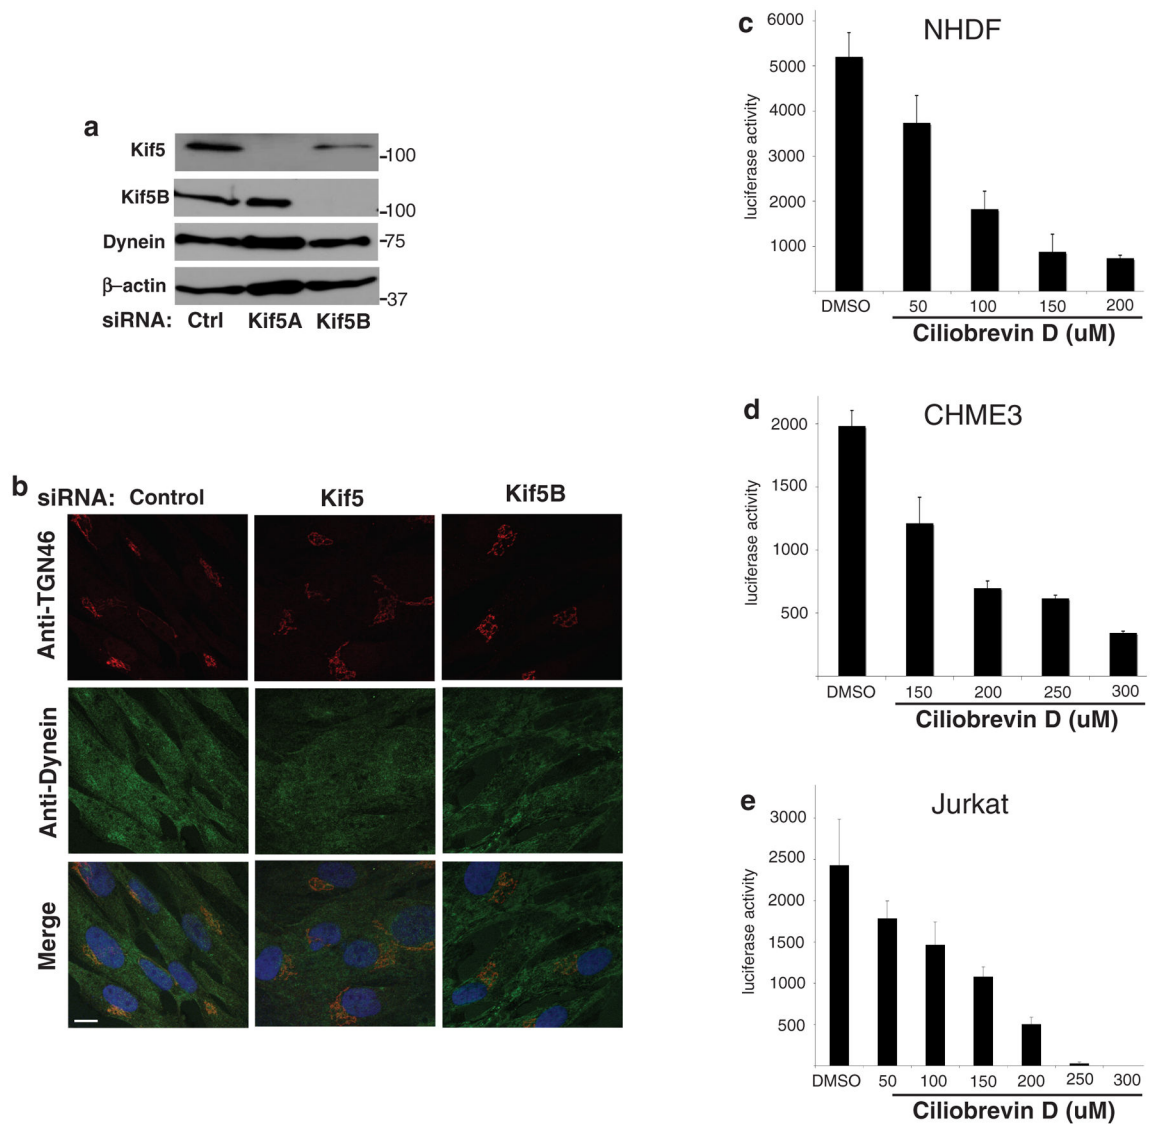 a
Kif5
-100
Kif5B
-100
Dynein
-75
β–actin
-37
siRNA: Ctrl Kif5A Kif5B
b
siRNA: Control Kif5 Kif5B
Anti-TGN46
Anti-Dynein
Merge
c
NHDF
luciferase activity
6000
5000
4000
3000
2000
1000
DMSO 50 100 150 200
Ciliobrevin D (uM)
d
CHME3
luciferase activity
2000
1500
1000
500
DMSO 150 200 250 300
Ciliobrevin D (uM)
e
Jurkat
luciferase activity
3000
2500
2000
1500
1000
500
DMSO 50 100 150 200 250 300
Ciliobrevin D (uM)